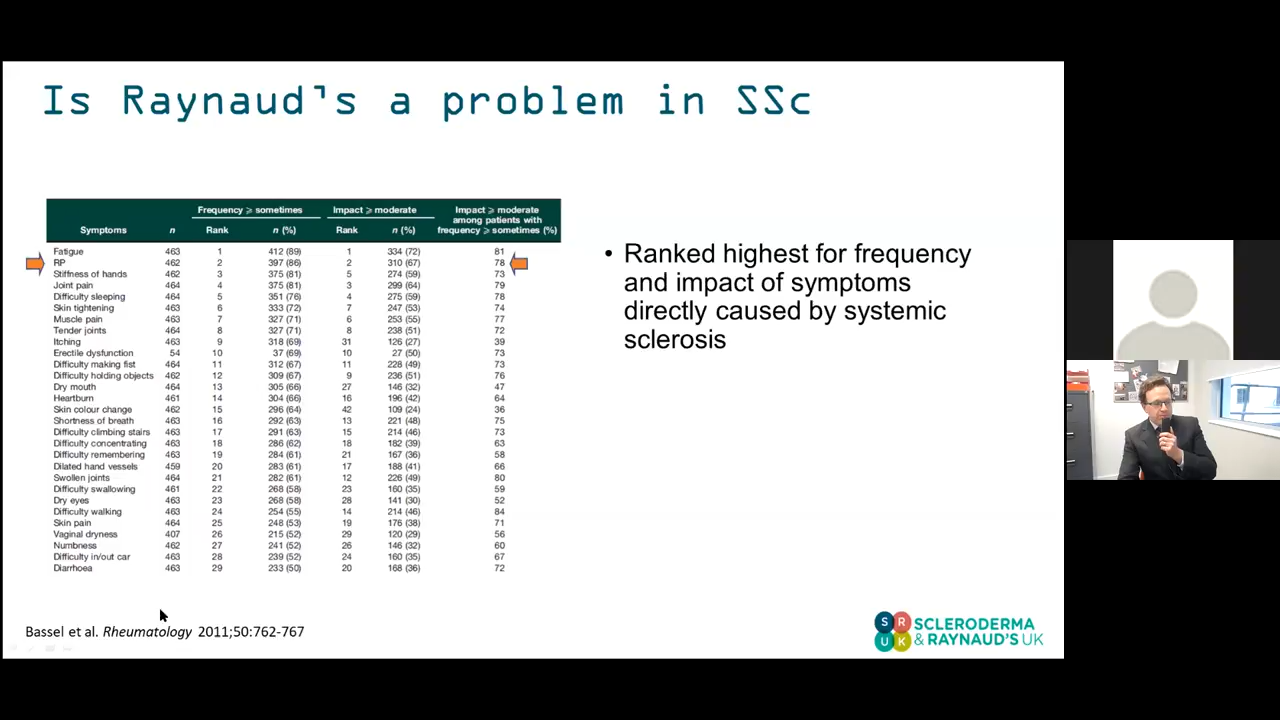 Is Raynaud's a problem in SSc
Frequency ⩾ sometimes Impact ⩾ moderate Impact ⩾ moderate
among patients with
frequency ⩾ sometimes (%)
Symptoms n Rank n (%) Rank n (%)
Fatigue 463 1 412 (89) 1 334 (72) 81
RP 462 2 397 (86) 2 310 (67) 78
Stiffness of hands 462 3 375 (81) 5 274 (59) 73
Joint pain 464 4 375 (81) 3 299 (64) 79
Difficulty sleeping 464 5 351 (76) 4 275 (59) 78
Skin tightening 463 6 333 (72) 7 247 (53) 74
Muscle pain 463 7 327 (71) 6 253 (55) 77
Tender joints 464 8 327 (71) 8 238 (51) 72
Itching 463 9 318 (69) 31 126 (27) 39
Erectile dysfunction 54 10 37 (69) 10 27 (50) 73
Difficulty making fist 464 11 312 (67) 11 228 (49) 73
Difficulty holding objects 462 12 309 (67) 9 236 (51) 76
Dry mouth 464 13 305 (66) 27 146 (32) 47
Heartburn 461 14 304 (66) 16 196 (42) 64
Skin colour change 462 15 296 (64) 42 109 (24) 36
Shortness of breath 463 16 292 (63) 13 221 (48) 75
Difficulty climbing stairs 463 17 291 (63) 15 214 (46) 73
Difficulty concentrating 463 18 286 (62) 18 182 (39) 63
Difficulty remembering 463 19 284 (61) 21 167 (36) 58
Dilated hand vessels 459 20 283 (61) 17 188 (41) 66
Swollen joints 464 21 282 (61) 12 226 (49) 80
Difficulty swallowing 461 22 268 (58) 23 160 (35) 59
Dry eyes 463 23 268 (58) 28 141 (30) 52
Difficulty walking 463 24 254 (55) 14 214 (46) 84
Skin pain 464 25 248 (53) 19 176 (38) 71
Vaginal dryness 407 26 215 (52) 29 120 (29) 56
Numbness 462 27 241 (52) 26 146 (32) 60
Difficulty in/out car 463 28 239 (52) 24 160 (35) 67
Diarrhoea 463 29 233 (50) 20 168 (36) 72
• Ranked highest for frequency
and impact of symptoms
directly caused by systemic
sclerosis
Bassel et al. Rheumatology 2011;50:762-767
S R SCLERODERMA
U K & RAYNAUD'S UK